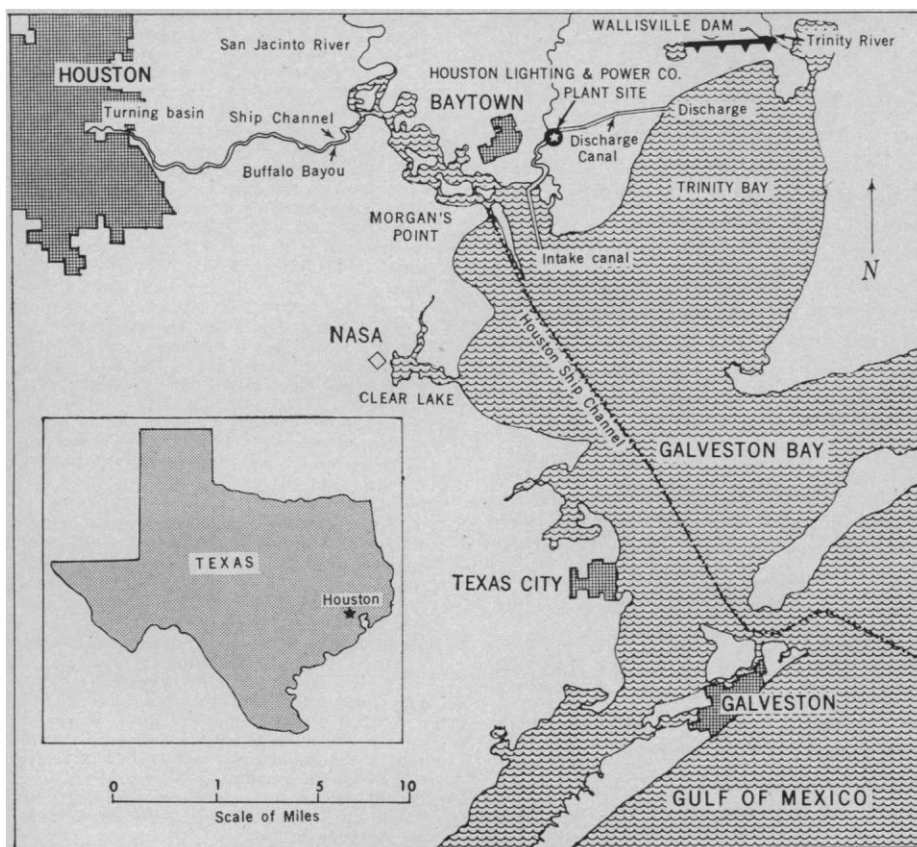 WALLISVILLE DAM
Trinity River
San Jacinto River
HOUSTON
HOUSTON LIGHTING & POWER CO.
PLANT SITE
BAYTOWN
Turning basin
Ship Channel
Discharge
Discharge
Canal
Buffalo Bayou
TRINITY BAY
MORGAN'S
POINT
Intake canal
N
NASA
Houston Ship Channel
CLEAR LAKE
GALVESTON BAY
TEXAS
TEXAS CITY
Houston
GALVESTON
GULF OF MEXICO
0 1 5 10
Scale of Miles